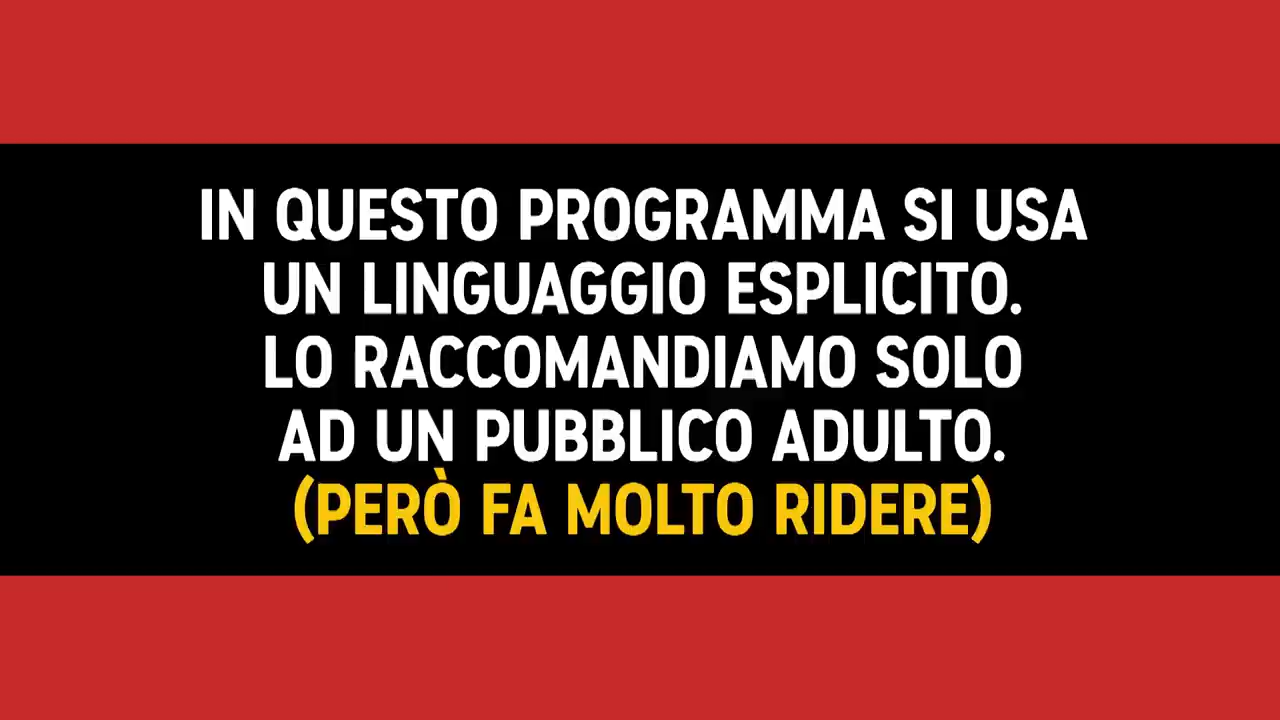 IN QUESTO PROGRAMMA SI USA
UN LINGUAGGIO ESPLICITO.
LO RACCOMANDIAMO SOLO
AD UN PUBBLICO ADULTO.
(PERÒ FA MOLTO RIDERE)